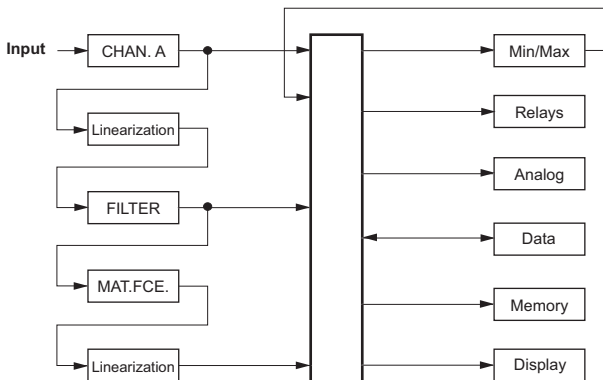 Input
CHAN. A
Linearization
FILTER
MAT.FCE.
Linearization
Min/Max
Relays
Analog
Data
Memory
Display